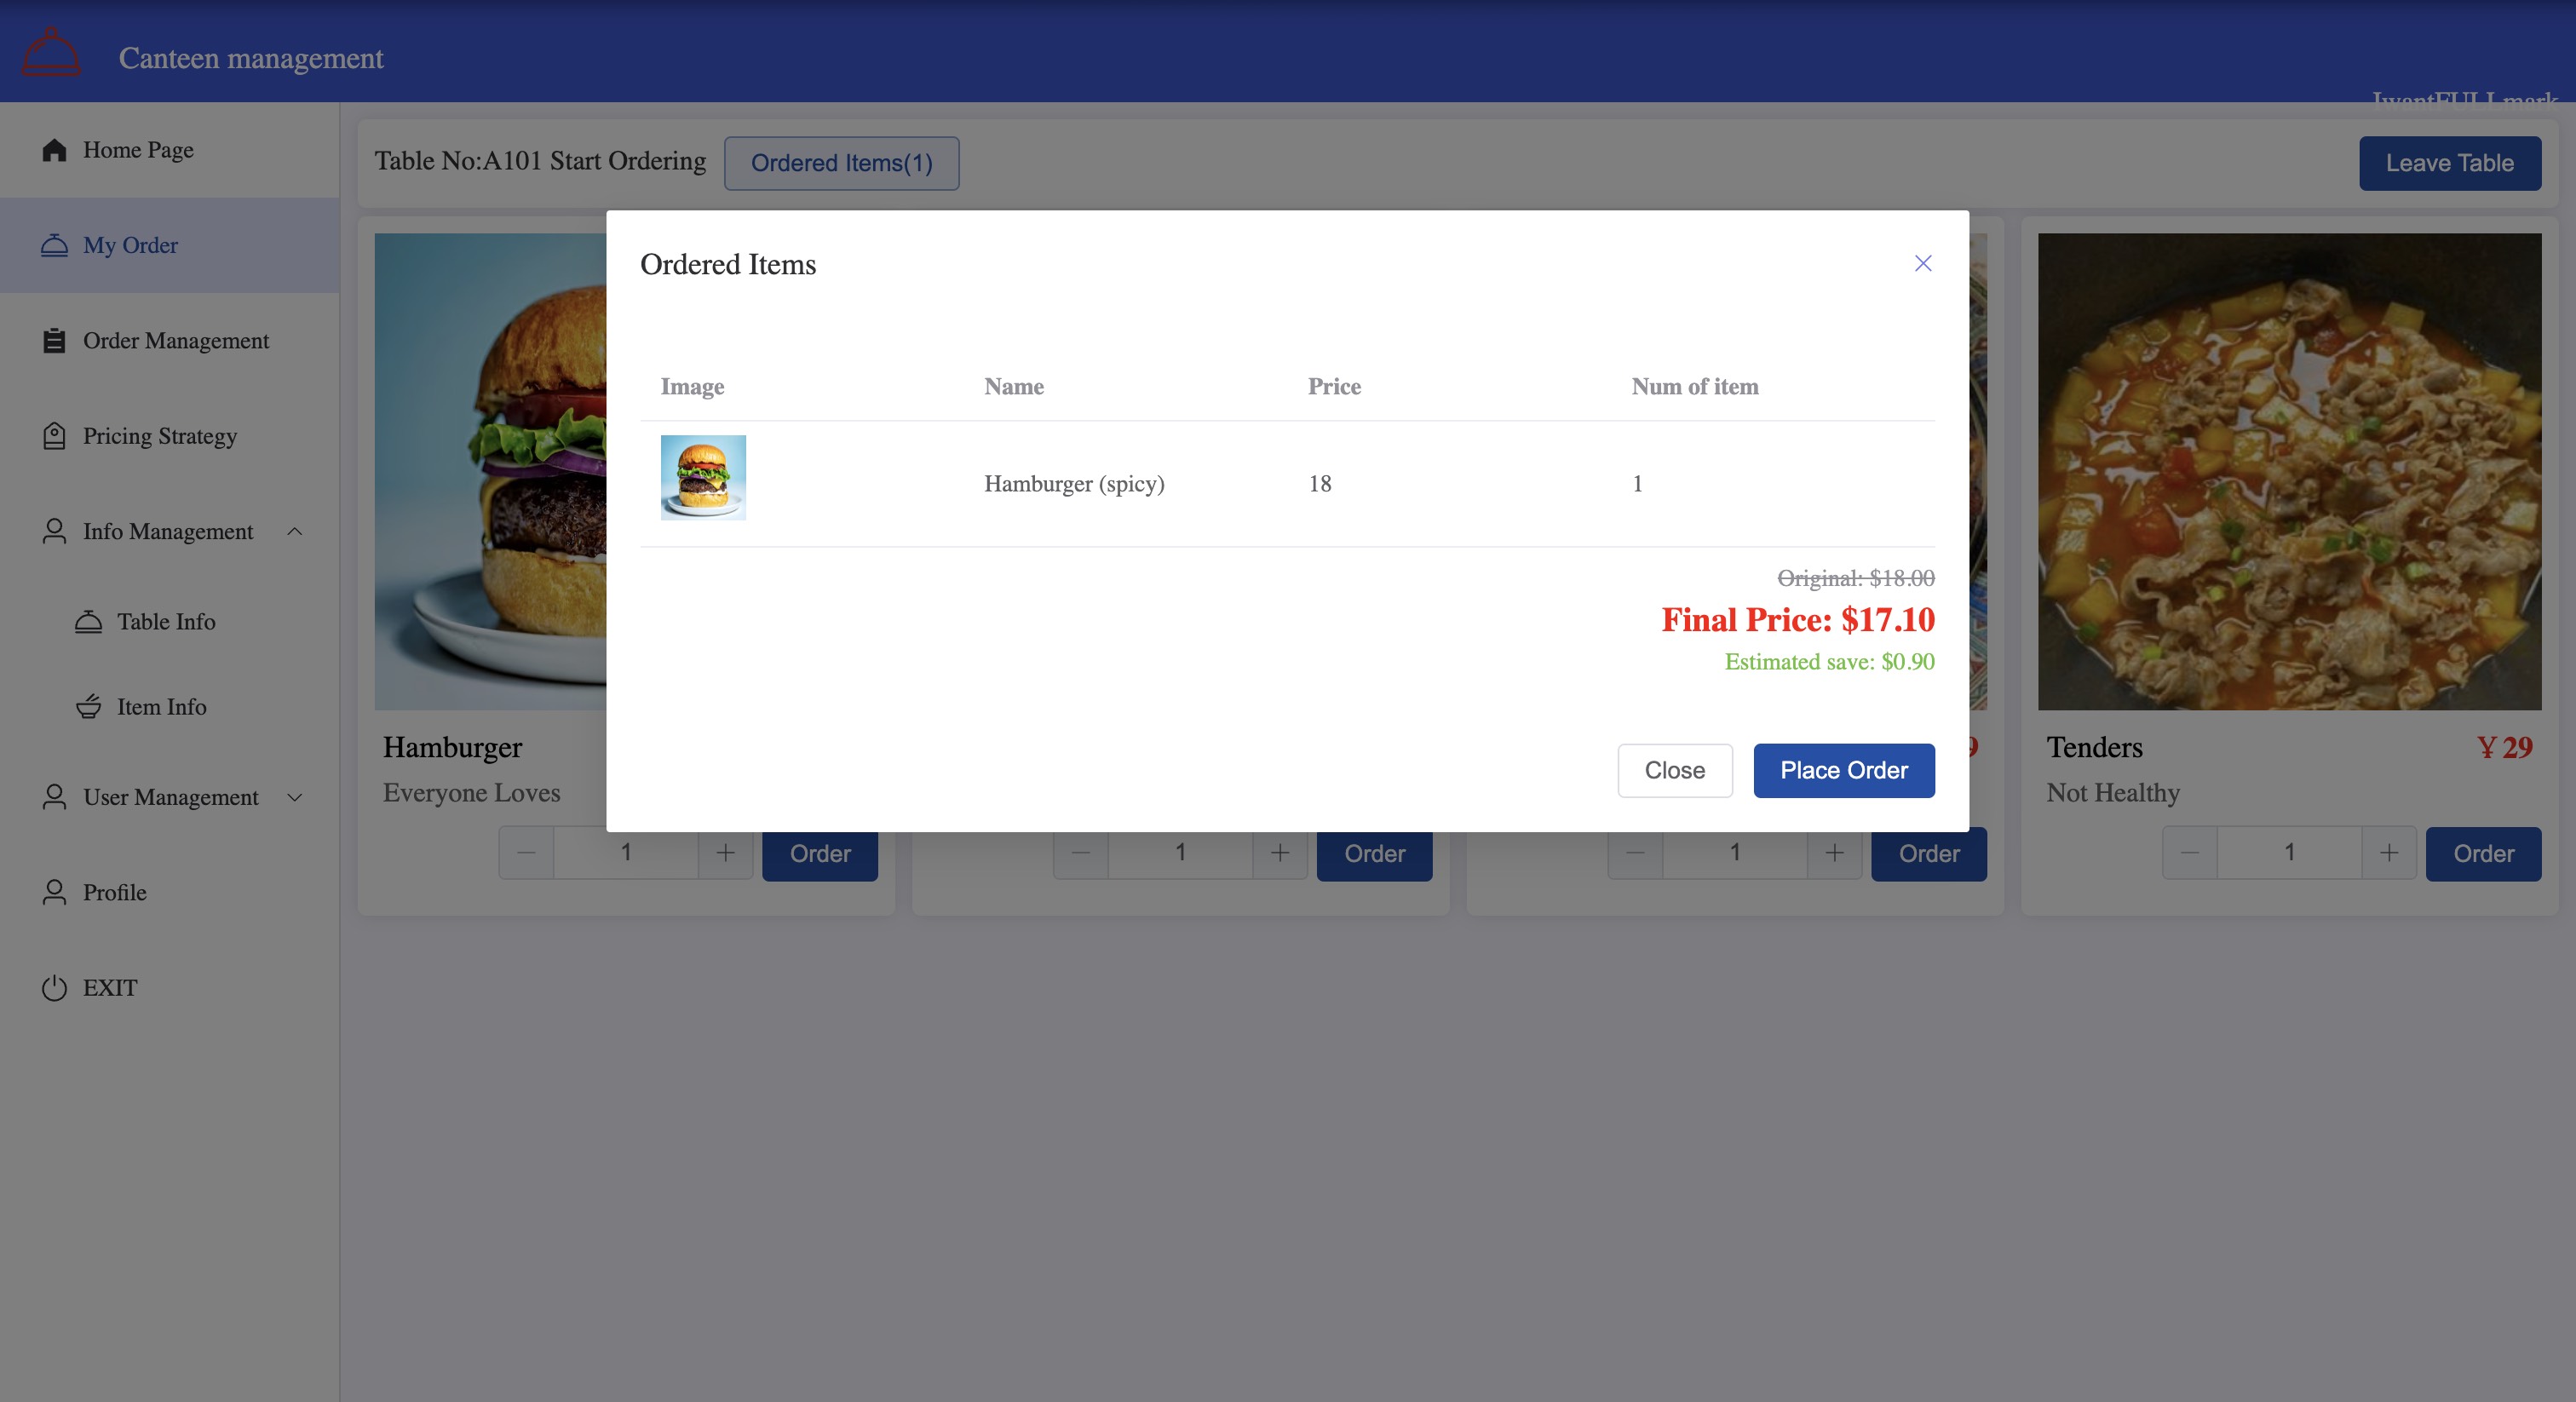 Canteen management
IwantFULLmark
Home Page
My Order
Order Management
Pricing Strategy
Info Management
Table Info
Item Info
User Management
Profile
EXIT
Table No:A101 Start Ordering
Ordered Items(1)
Leave Table
Ordered Items
Image Name Price Num of item
Hamburger (spicy) 18 1
Original: $18.00
Final Price: $17.10
Estimated save: $0.90
Close
Place Order
Hamburger
Everyone Loves
1 Order
1 Order
9
1 Order
Tenders ¥ 29
Not Healthy
1 Order